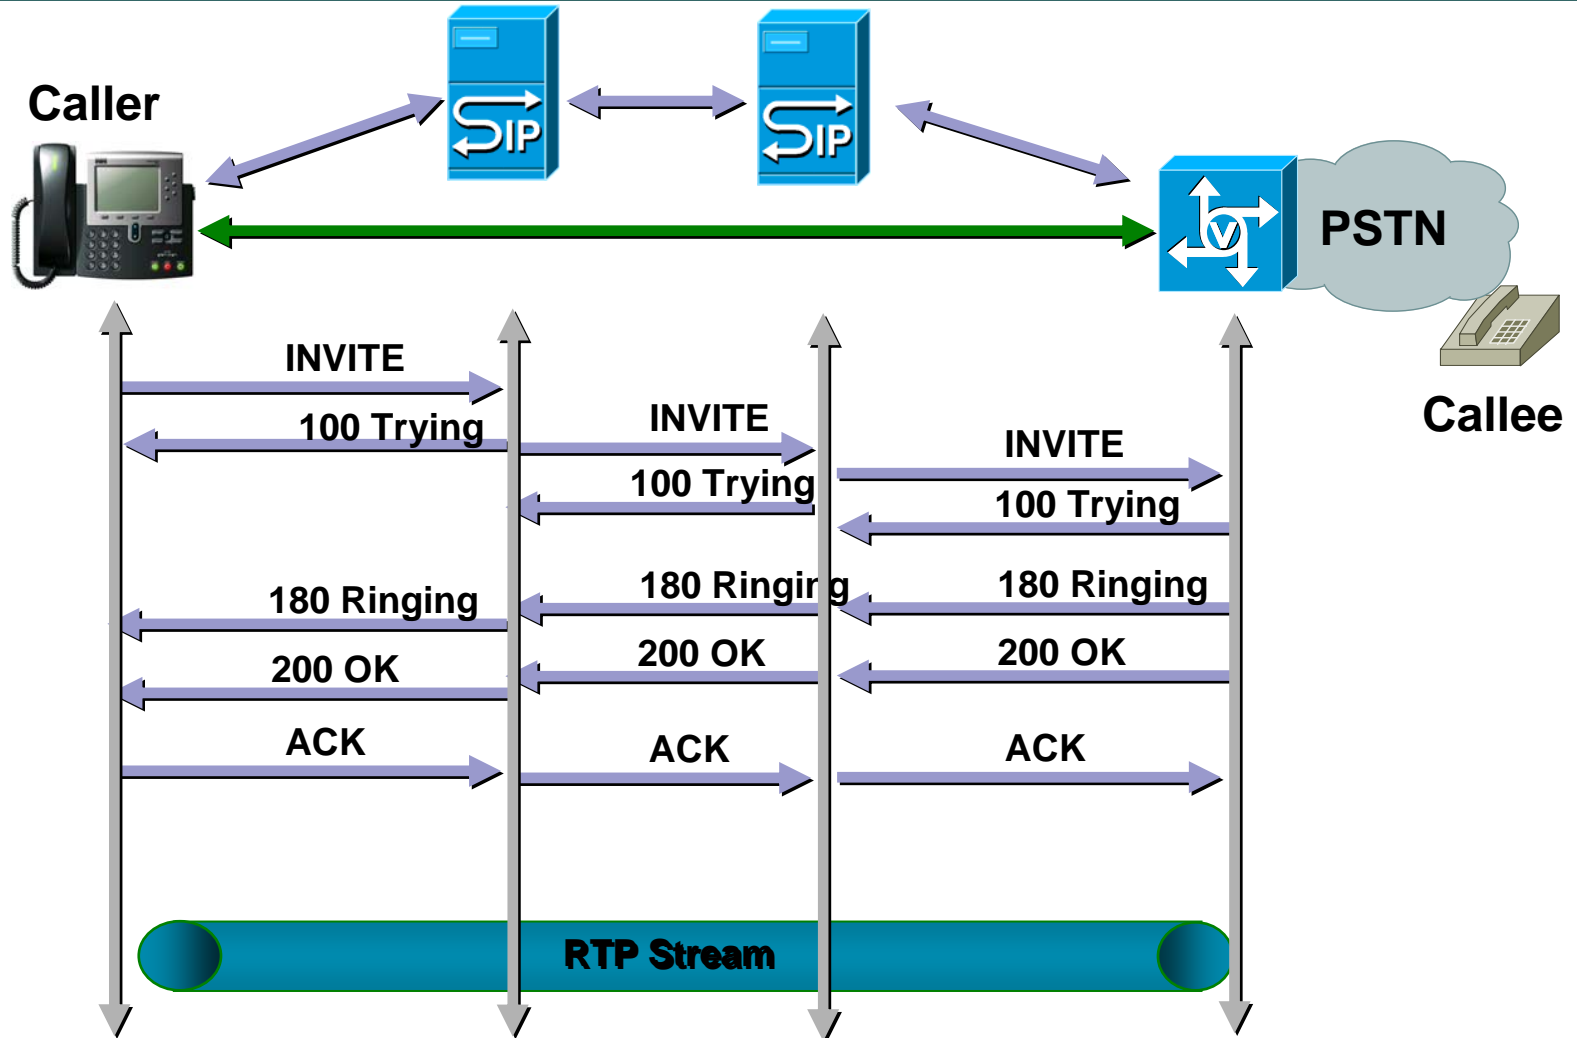 Caller
SIP
SIP
V
PSTN
Callee
INVITE
100 Trying
INVITE
100 Trying
INVITE
100 Trying
180 Ringing
180 Ringing
180 Ringing
200 OK
200 OK
200 OK
ACK
ACK
ACK
RTP Stream